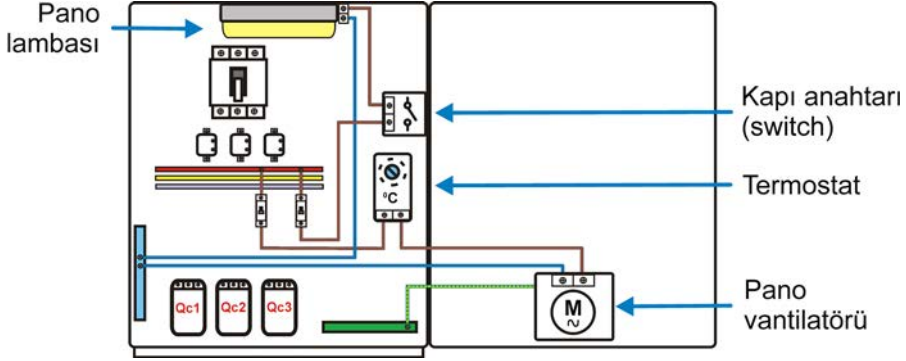 Pano
lambası
Kapı anahtarı
(switch)
Termostat
°C
Qc1 Qc2 Qc3
M
~
Pano
vantilatörü